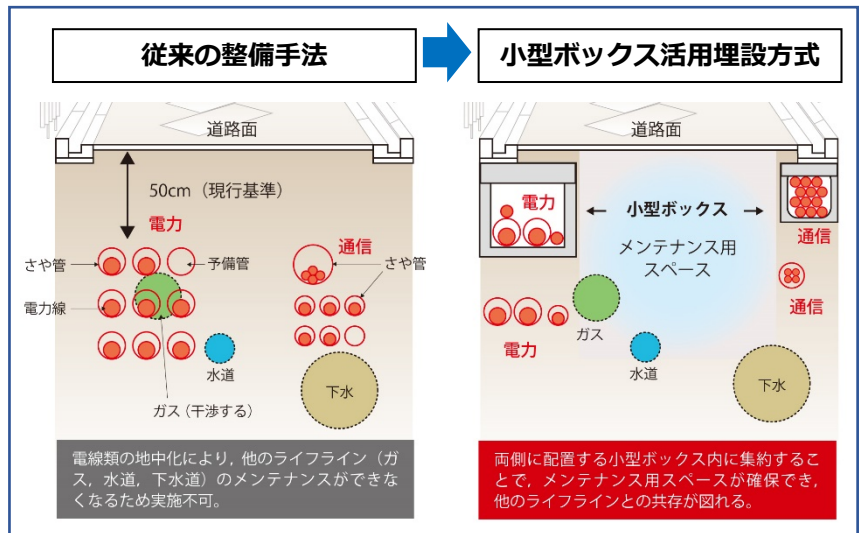 従来の整備手法
小型ボックス活用埋設方式
道路面
50cm（現行基準）
電力
通信
さや管
予備管
さや管
電力線
水道
下水
ガス（干渉する）
電線類の地中化により，他のライフライン（ガ
ス，水道，下水道）のメンテナンスができな
くなるため実施不可。
道路面
電力
小型ボックス
通信
メンテナンス用
スペース
通信
ガス
電力
水道
下水
両側に配置する小型ボックス内に集約するこ
とで，メンテナンス用スペースが確保でき，
他のライフラインとの共存が図れる。